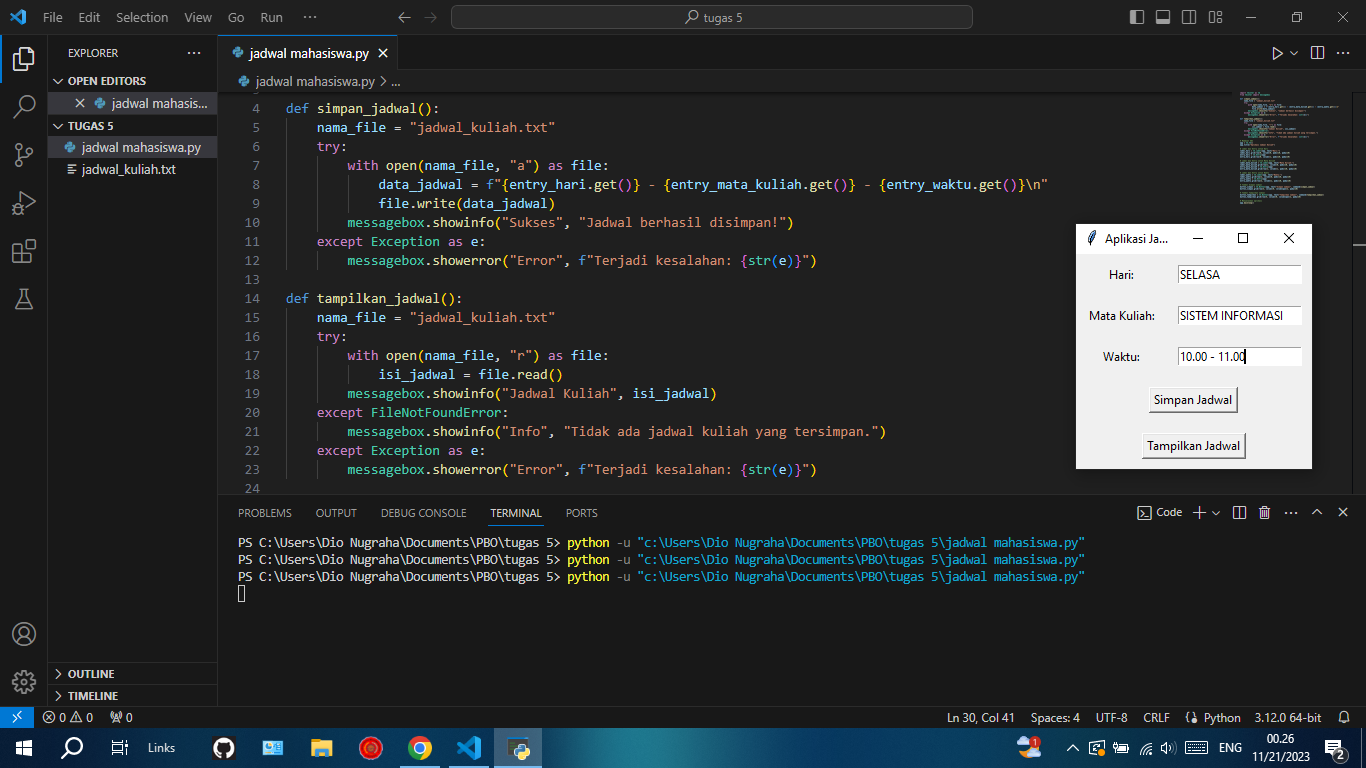 File Edit Selection View Go Run ···
tugas 5
EXPLORER
OPEN EDITORS
jadwal mahasis...
TUGAS 5
jadwal mahasiswa.py
jadwal_kuliah.txt
OUTLINE
TIMELINE
jadwal mahasiswa.py
jadwal mahasiswa.py > ...
4 def simpan_jadwal():
5 nama_file = "jadwal_kuliah.txt"
6 try:
7 with open(nama_file, "a") as file:
8 data_jadwal = f"{entry_hari.get()} - {entry_mata_kuliah.get()} - {entry_waktu.get()}\n"
9 file.write(data_jadwal)
10 messagebox.showinfo("Sukses", "Jadwal berhasil disimpan!")
11 except Exception as e:
12 messagebox.showerror("Error", f"Terjadi kesalahan: {str(e)}")
13
14 def tampilkan_jadwal():
15 nama_file = "jadwal_kuliah.txt"
16 try:
17 with open(nama_file, "r") as file:
18 isi_jadwal = file.read()
19 messagebox.showinfo("Jadwal Kuliah", isi_jadwal)
20 except FileNotFoundError:
21 messagebox.showinfo("Info", "Tidak ada jadwal kuliah yang tersimpan.")
22 except Exception as e:
23 messagebox.showerror("Error", f"Terjadi kesalahan: {str(e)}")
24
Aplikasi Ja...
Hari: SELASA
Mata Kuliah: SISTEM INFORMASI
Waktu: 10.00 - 11.00
Simpan Jadwal
Tampilkan Jadwal
PROBLEMS OUTPUT DEBUG CONSOLE TERMINAL PORTS
Code
PS C:\Users\Dio Nugraha\Documents\PBO\tugas 5> python -u "c:\Users\Dio Nugraha\Documents\PBO\tugas 5\jadwal mahasiswa.py"
PS C:\Users\Dio Nugraha\Documents\PBO\tugas 5> python -u "c:\Users\Dio Nugraha\Documents\PBO\tugas 5\jadwal mahasiswa.py"
PS C:\Users\Dio Nugraha\Documents\PBO\tugas 5> python -u "c:\Users\Dio Nugraha\Documents\PBO\tugas 5\jadwal mahasiswa.py"
0 0 0 Ln 30, Col 41 Spaces: 4 UTF-8 CRLF Python 3.12.0 64-bit
Links
1
ENG
00.26
11/21/2023
2